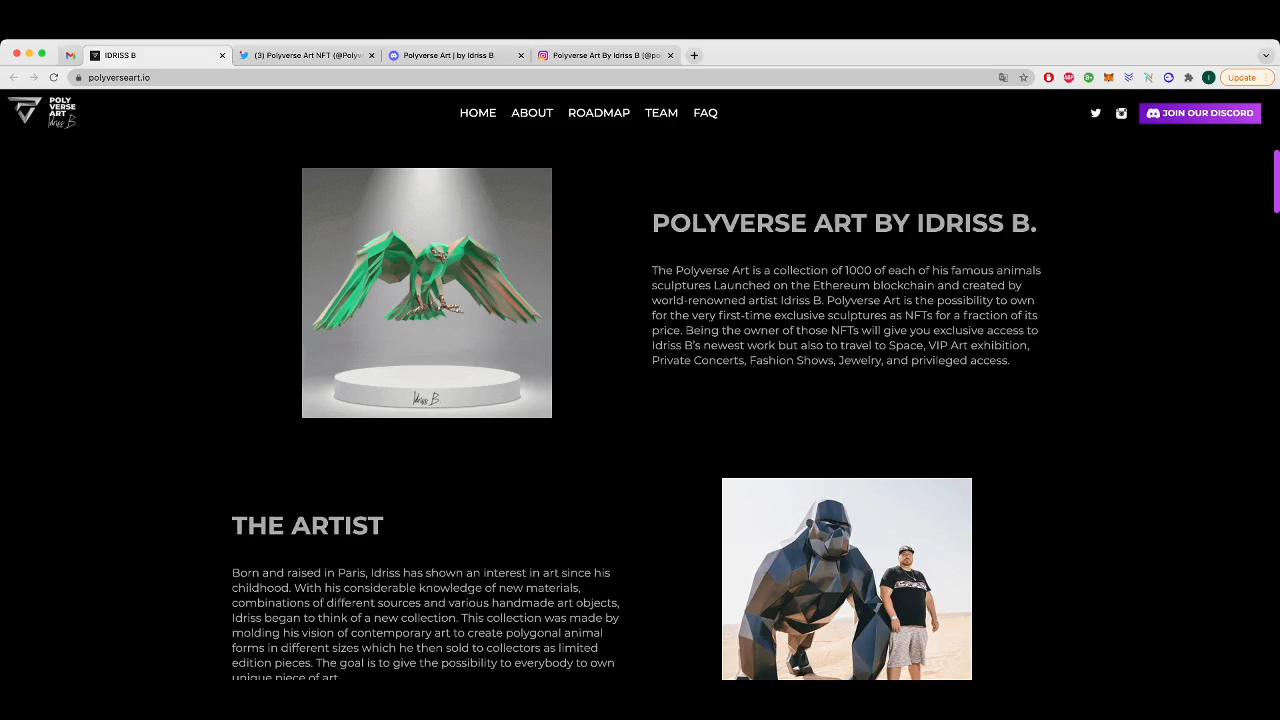 IDRISS B
(3) Polyverse Art NFT (@Polyv
Polyverse Art | by Idriss B
Polyverse Art By Idriss B (@po
polyverseart.io
Update
POLY
VERSE
ART
Idriss B.
HOME
ABOUT
ROADMAP
TEAM
FAQ
JOIN OUR DISCORD
Idriss B.
POLYVERSE ART BY IDRISS B.
The Polyverse Art is a collection of 1000 of each of his famous animals
sculptures Launched on the Ethereum blockchain and created by
world-renowned artist Idriss B. Polyverse Art is the possibility to own
for the very first-time exclusive sculptures as NFTs for a fraction of its
price. Being the owner of those NFTs will give you exclusive access to
Idriss B's newest work but also to travel to Space, VIP Art exhibition,
Private Concerts, Fashion Shows, Jewelry, and privileged access.
THE ARTIST
Born and raised in Paris, Idriss has shown an interest in art since his
childhood. With his considerable knowledge of new materials,
combinations of different sources and various handmade art objects,
Idriss began to think of a new collection. This collection was made by
molding his vision of contemporary art to create polygonal animal
forms in different sizes which he then sold to collectors as limited
edition pieces. The goal is to give the possibility to everybody to own
unique piece of art